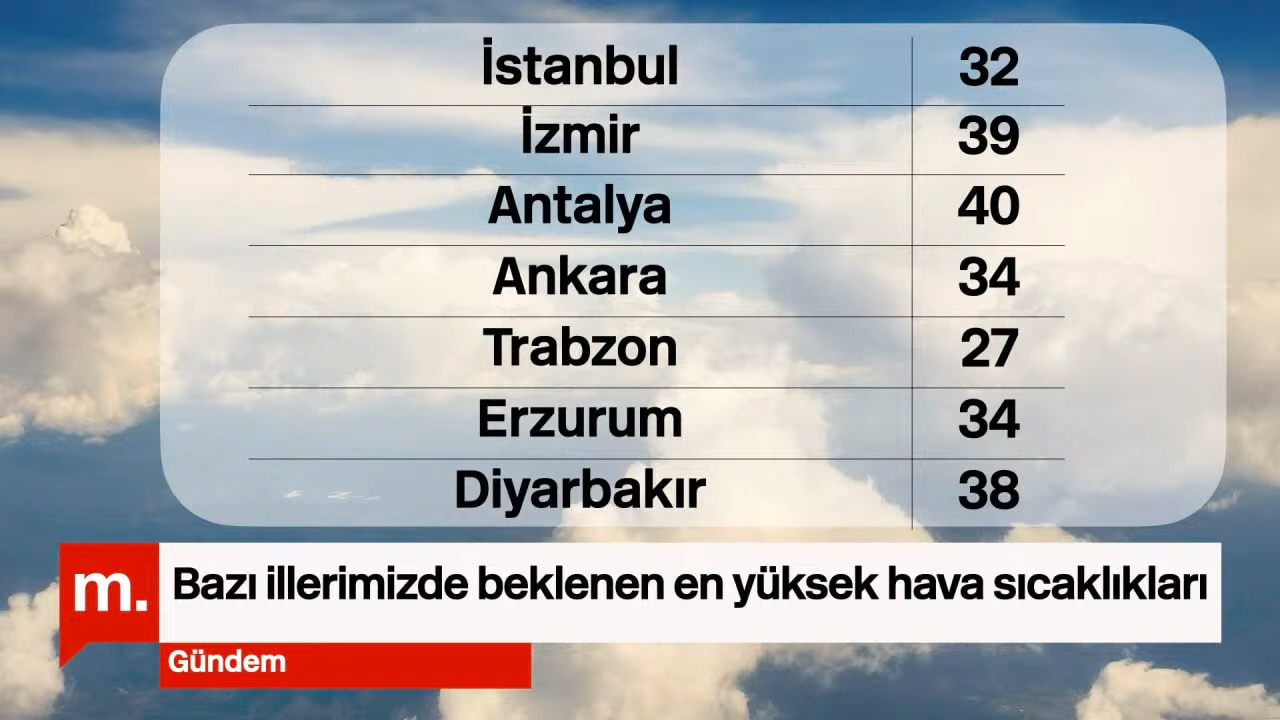 İstanbul 32
İzmir 39
Antalya 40
Ankara 34
Trabzon 27
Erzurum 34
Diyarbakır 38
m. Bazı illerimizde beklenen en yüksek hava sıcaklıkları
Gündem